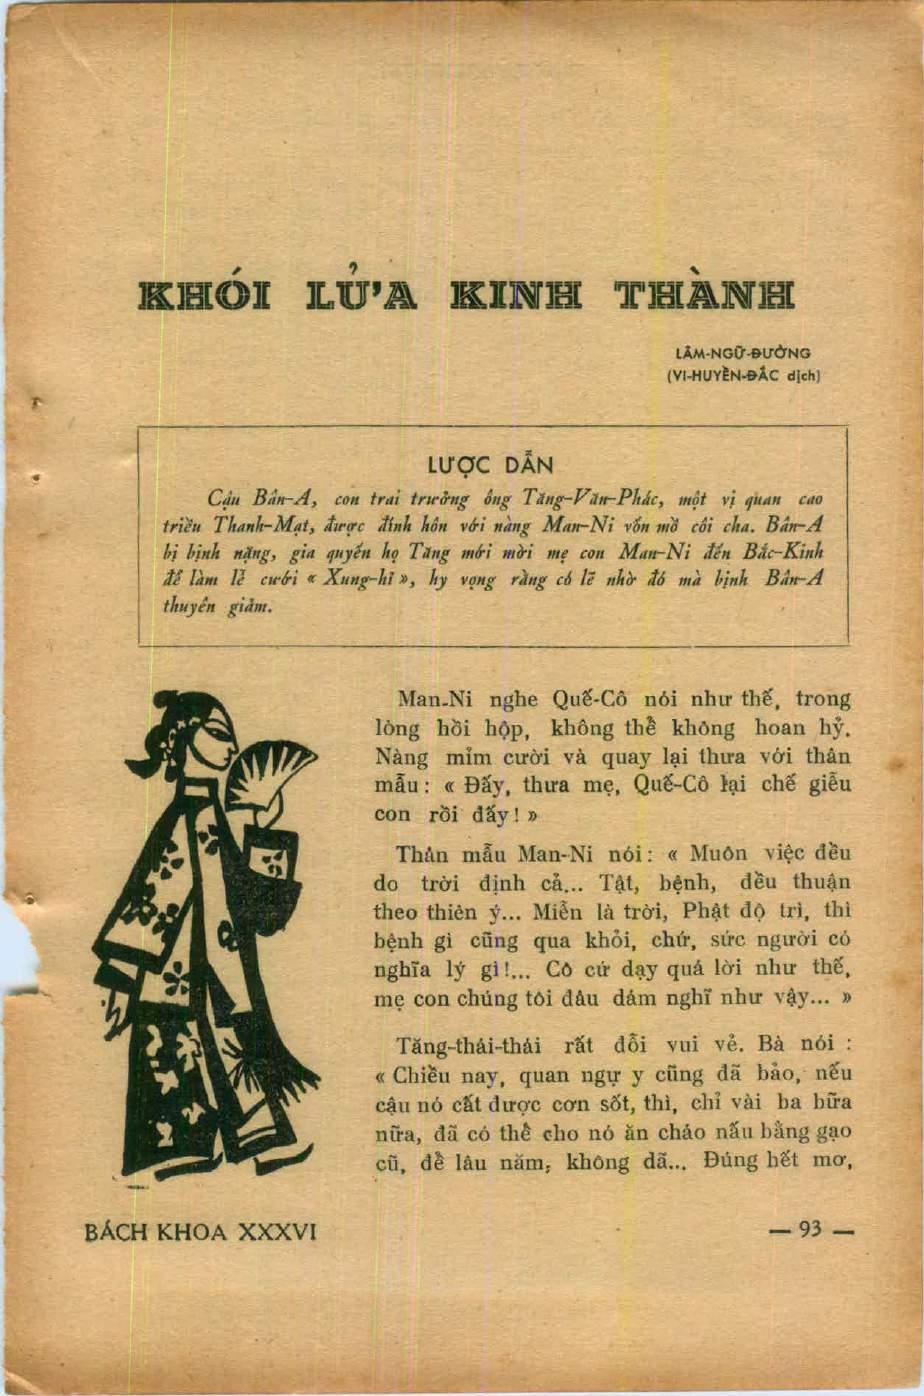 KHÓI LỬA KINH THÀNH
LÂM-NGỮ-ĐƯỜNG
(VI-HUYỀN-ĐẮC dịch)
LƯỢC DẪN
Cậu Bân-A, con trai trưởng ông Tăng-Văn-Phác, một vị quan cao
triều Thanh-Mạt, được đính hôn với nàng Man-Ni vốn mồ côi cha. Bân-A
bị bịnh nặng, gia quyến họ Tăng mới mời mẹ con Man-Ni đến Bắc-Kinh
để làm lễ cưới « Xung-hỉ », hy vọng rằng có lẽ nhờ đó mà bịnh Bân-A
thuyên giảm.
Man-Ni nghe Quế-Cô nói như thế, trong
lòng hồi hộp, không thể không hoan hỷ.
Nàng mỉm cười và quay lại thưa với thân
mẫu : « Đấy, thưa mẹ, Quế-Cô lại chế giễu
con rồi đấy ! »
Thân mẫu Man-Ni nói : « Muôn việc đều
do trời định cả... Tật, bệnh, đều thuận
theo thiên ý... Miễn là trời, Phật độ trì, thì
bệnh gì cũng qua khỏi, chứ, sức người có
nghĩa lý gì !... Cô cứ dạy quá lời như thế,
mẹ con chúng tôi đâu dám nghĩ như vậy... »
Tăng-thái-thái rất đỗi vui vẻ. Bà nói :
« Chiều nay, quan ngự y cũng đã bảo, nếu
cậu nó cất được cơn sốt, thì, chỉ vài ba bữa
nữa, đã có thể cho nó ăn cháo nấu bằng gạo
cũ, để lâu năm, không dã... Đúng hết mơ,
BÁCH KHOA XXXVI
— 93 —